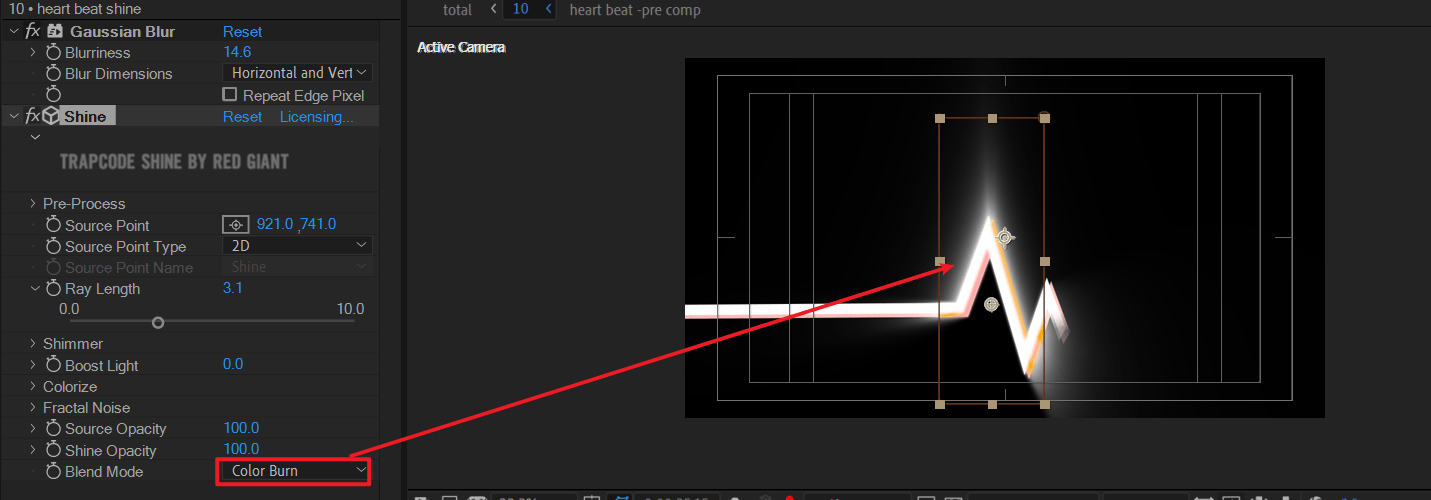 10 • heart beat shine
total 10 heart beat -pre comp
fx Gaussian Blur Reset
Active Camera
Blurriness 14.6
Blur Dimensions Horizontal and Vert
Repeat Edge Pixel
fx Shine Reset Licensing...
TRAPCODE SHINE BY RED GIANT
Pre-Process
Source Point 921.0 ,741.0
Source Point Type 2D
Source Point Name Shine
Ray Length 3.1
0.0 10.0
Shimmer
Boost Light 0.0
Colorize
Fractal Noise
Source Opacity 100.0
Shine Opacity 100.0
Blend Mode Color Burn